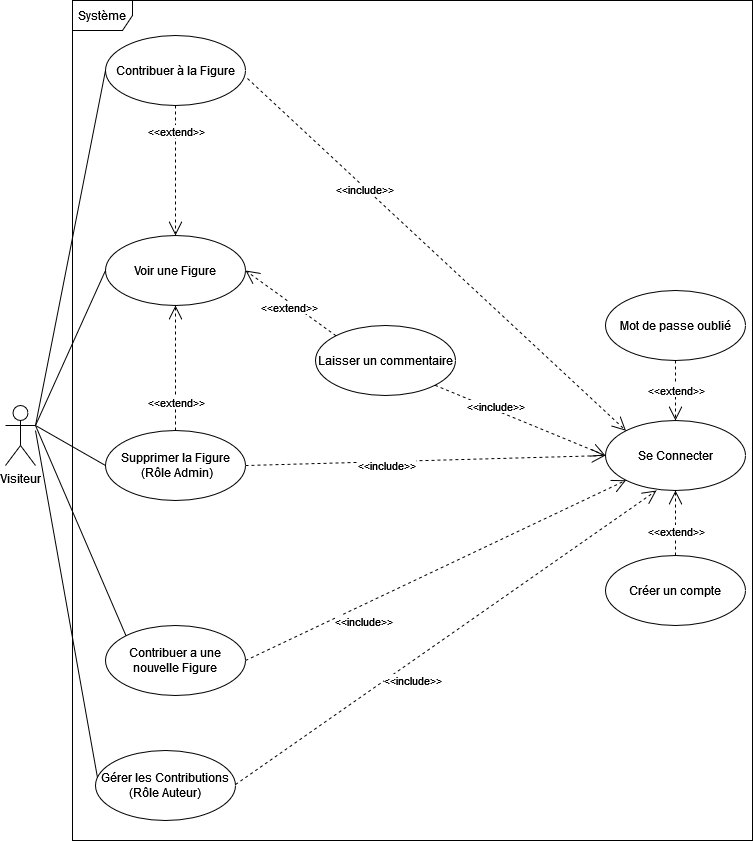 Système
Contribuer à la Figure
<<extend>>
<<include>>
Voir une Figure
<<extend>>
Mot de passe oublié
Laisser un commentaire
<<extend>>
<<extend>>
<<include>>
Visiteur
Supprimer la Figure
(Rôle Admin)
<<include>>
Se Connecter
<<extend>>
Créer un compte
<<include>>
Contribuer a une
nouvelle Figure
<<include>>
Gérer les Contributions
(Rôle Auteur)